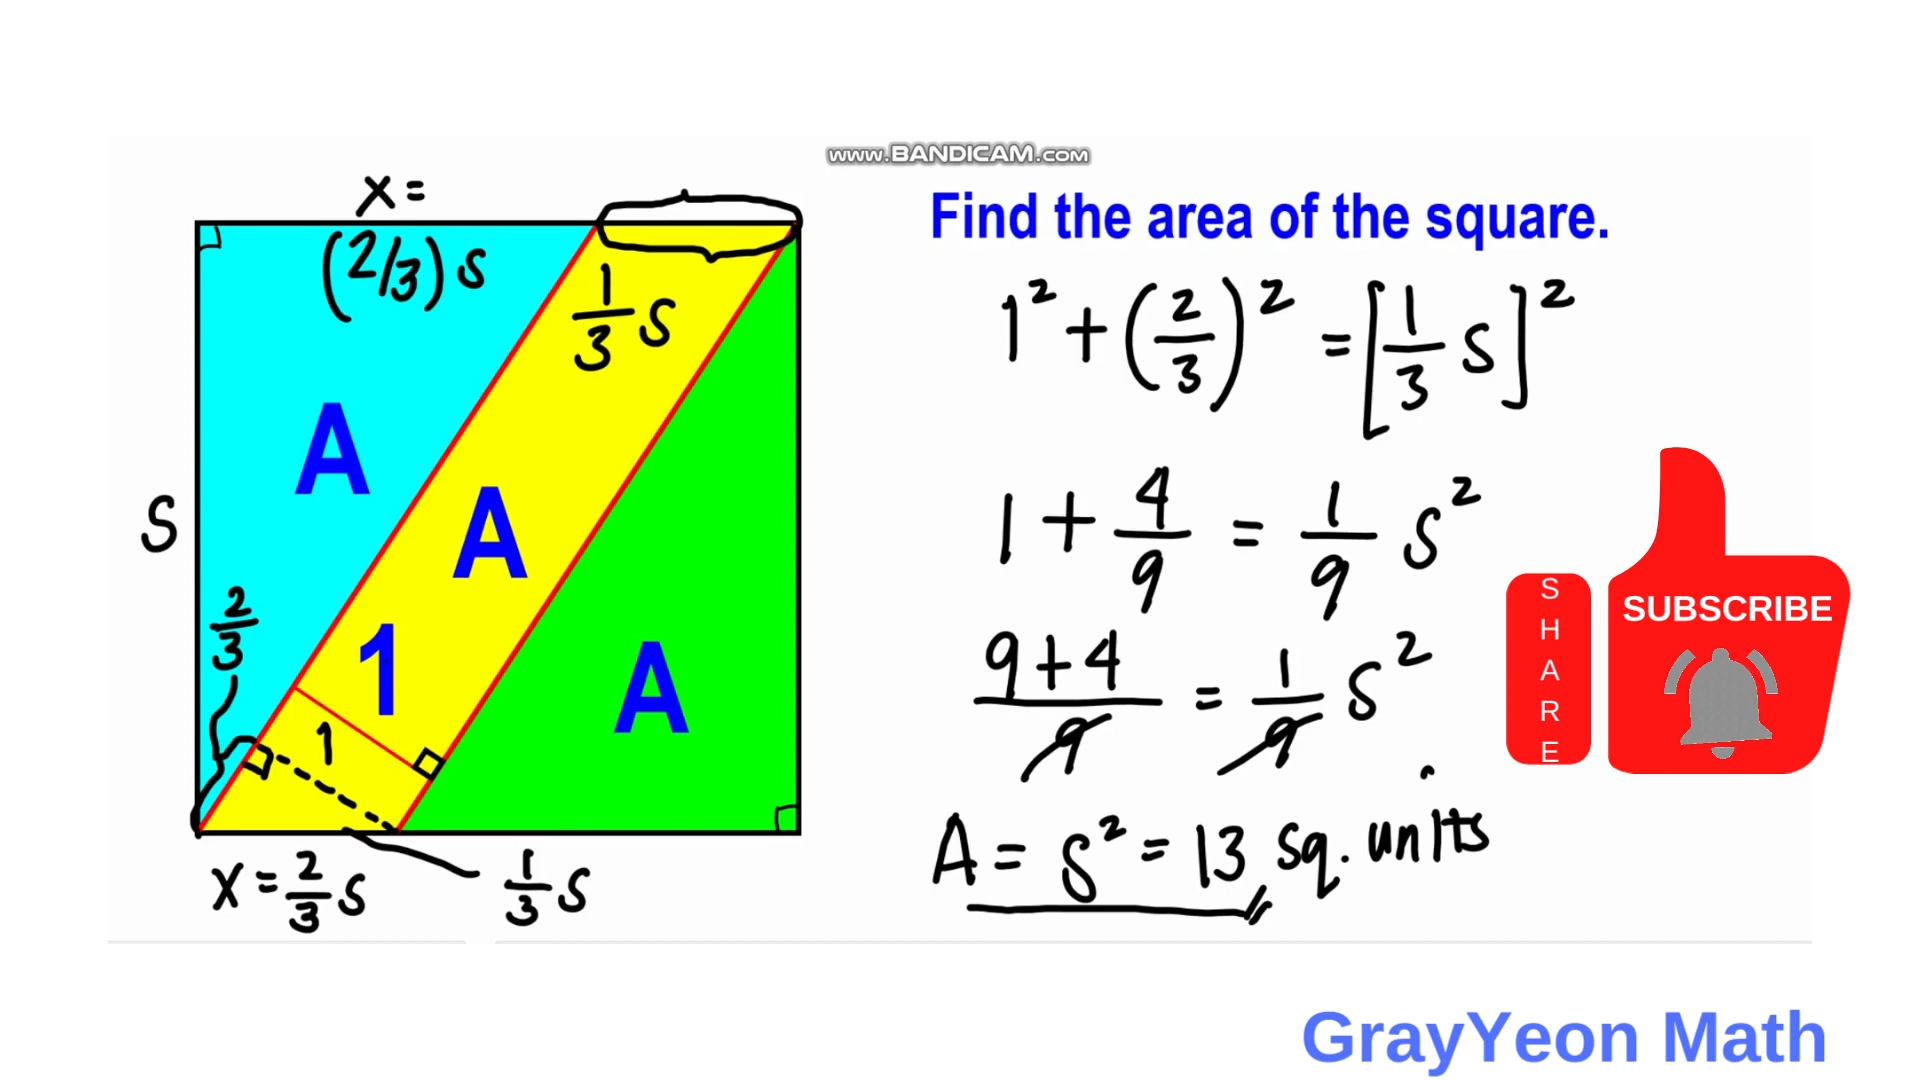 www.BANDICAM.com
Find the area of the square.
x =
(2/3) s
1/3 s
A
A
A
s
2/3
1
1
x = 2/3 s
1/3 s
1² + (2/3)² = [1/3 s]²
1 + 4/9 = 1/9 s²
9+4/9 = 1/9 s²
A = s² = 13 sq. units
SHARE
SUBSCRIBE
GrayYeon Math